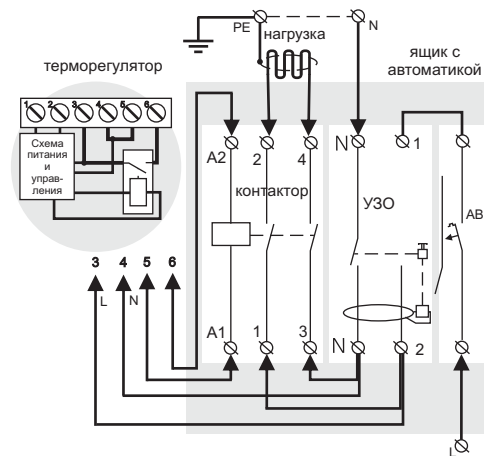 PE
N
нагрузка
ящик с
автоматикой
терморегулятор
1 2 3 4 5 6
Схема
питания
и
управ-
ления
A2 2 4 N 1
контактор
УЗО
АВ
3 4 5 6
L N
A1 1 3 N 2
L